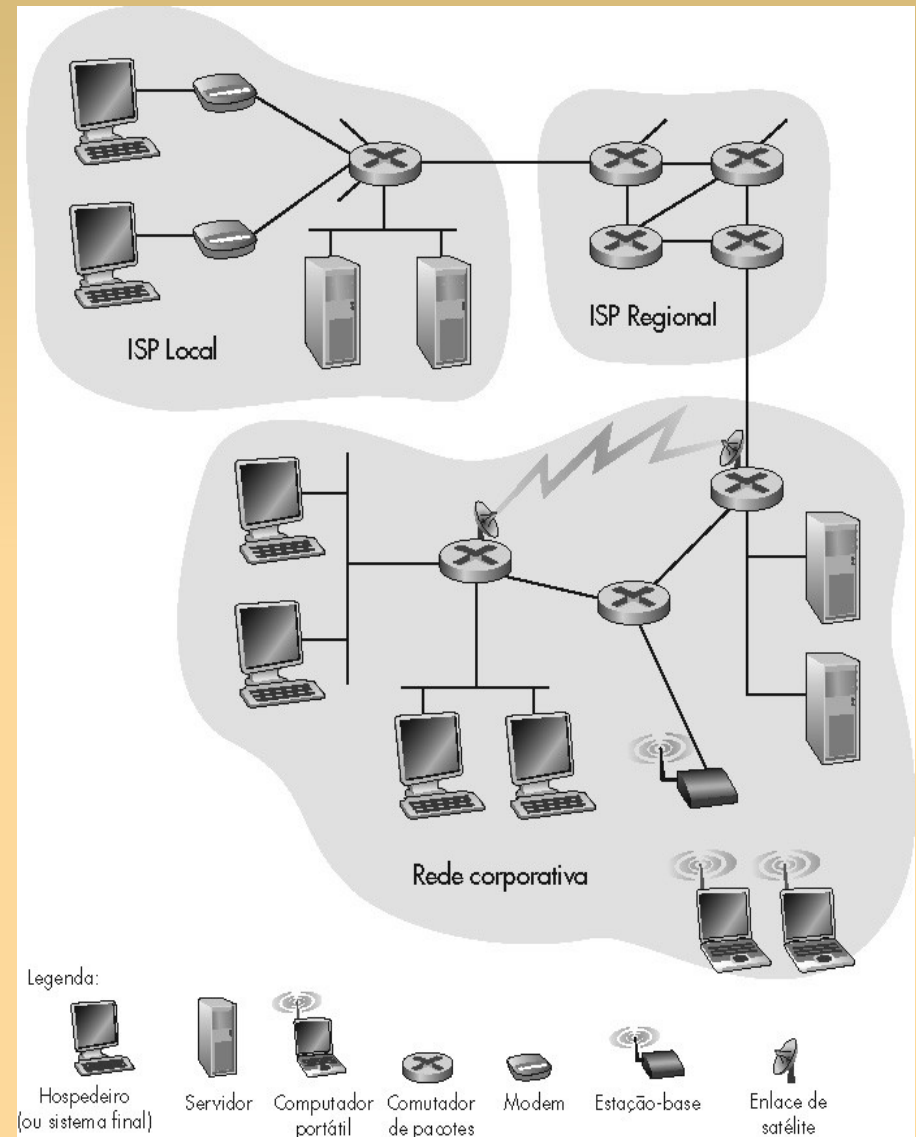 ISP Local
ISP Regional
Rede corporativa
Legenda:
Hospedeiro
(ou sistema final)
Servidor
Computador
portátil
Comutador
de pacotes
Modem
Estação-base
Enlace de
satélite